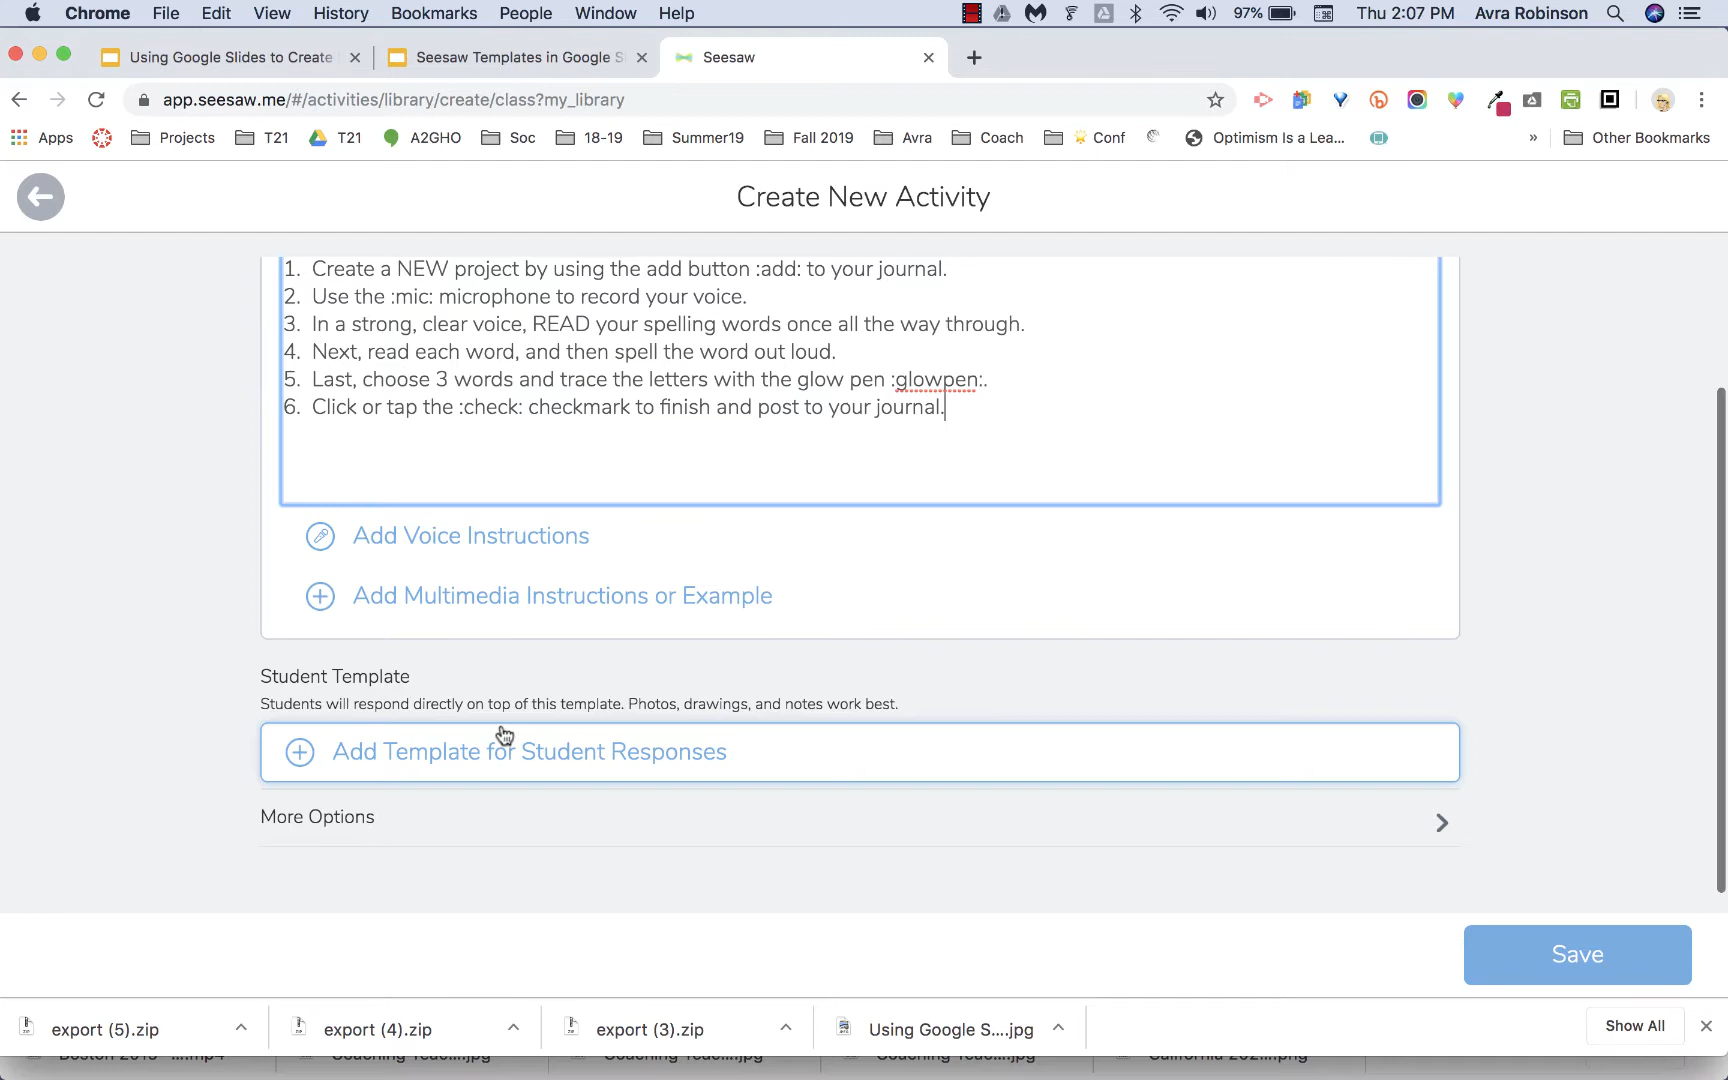 Chrome File Edit View History Bookmarks People Window Help 97% Thu 2:07 PM Avra Robinson
Using Google Slides to Create Seesaw Templates in Google S Seesaw
app.seesaw.me/#/activities/library/create/class?my_library
Apps Projects T21 T21 A2GHO Soc 18-19 Summer19 Fall 2019 Avra Coach Conf Optimism Is a Lea... » Other Bookmarks
Create New Activity
1. Create a NEW project by using the add button :add: to your journal.
2. Use the :mic: microphone to record your voice.
3. In a strong, clear voice, READ your spelling words once all the way through.
4. Next, read each word, and then spell the word out loud.
5. Last, choose 3 words and trace the letters with the glow pen :glowpen:.
6. Click or tap the :check: checkmark to finish and post to your journal.
Add Voice Instructions
Add Multimedia Instructions or Example
Student Template
Students will respond directly on top of this template. Photos, drawings, and notes work best.
Add Template for Student Responses
More Options
Save
export (5).zip export (4).zip export (3).zip Using Google S....jpg Show All